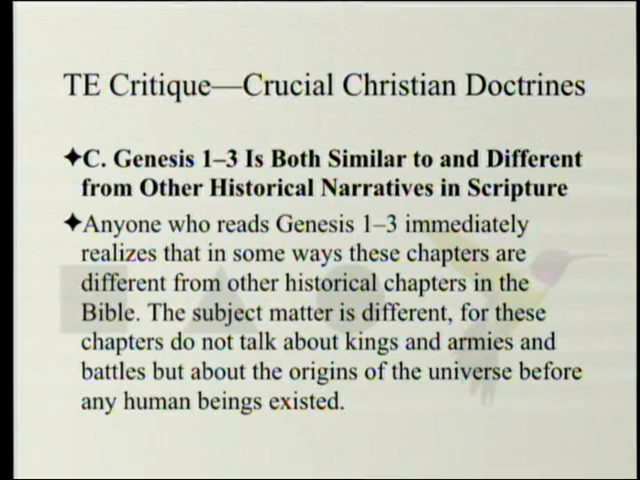 TE Critique—Crucial Christian Doctrines
✦C. Genesis 1–3 Is Both Similar to and Different
from Other Historical Narratives in Scripture
✦Anyone who reads Genesis 1–3 immediately
realizes that in some ways these chapters are
different from other historical chapters in the
Bible. The subject matter is different, for these
chapters do not talk about kings and armies and
battles but about the origins of the universe before
any human beings existed.